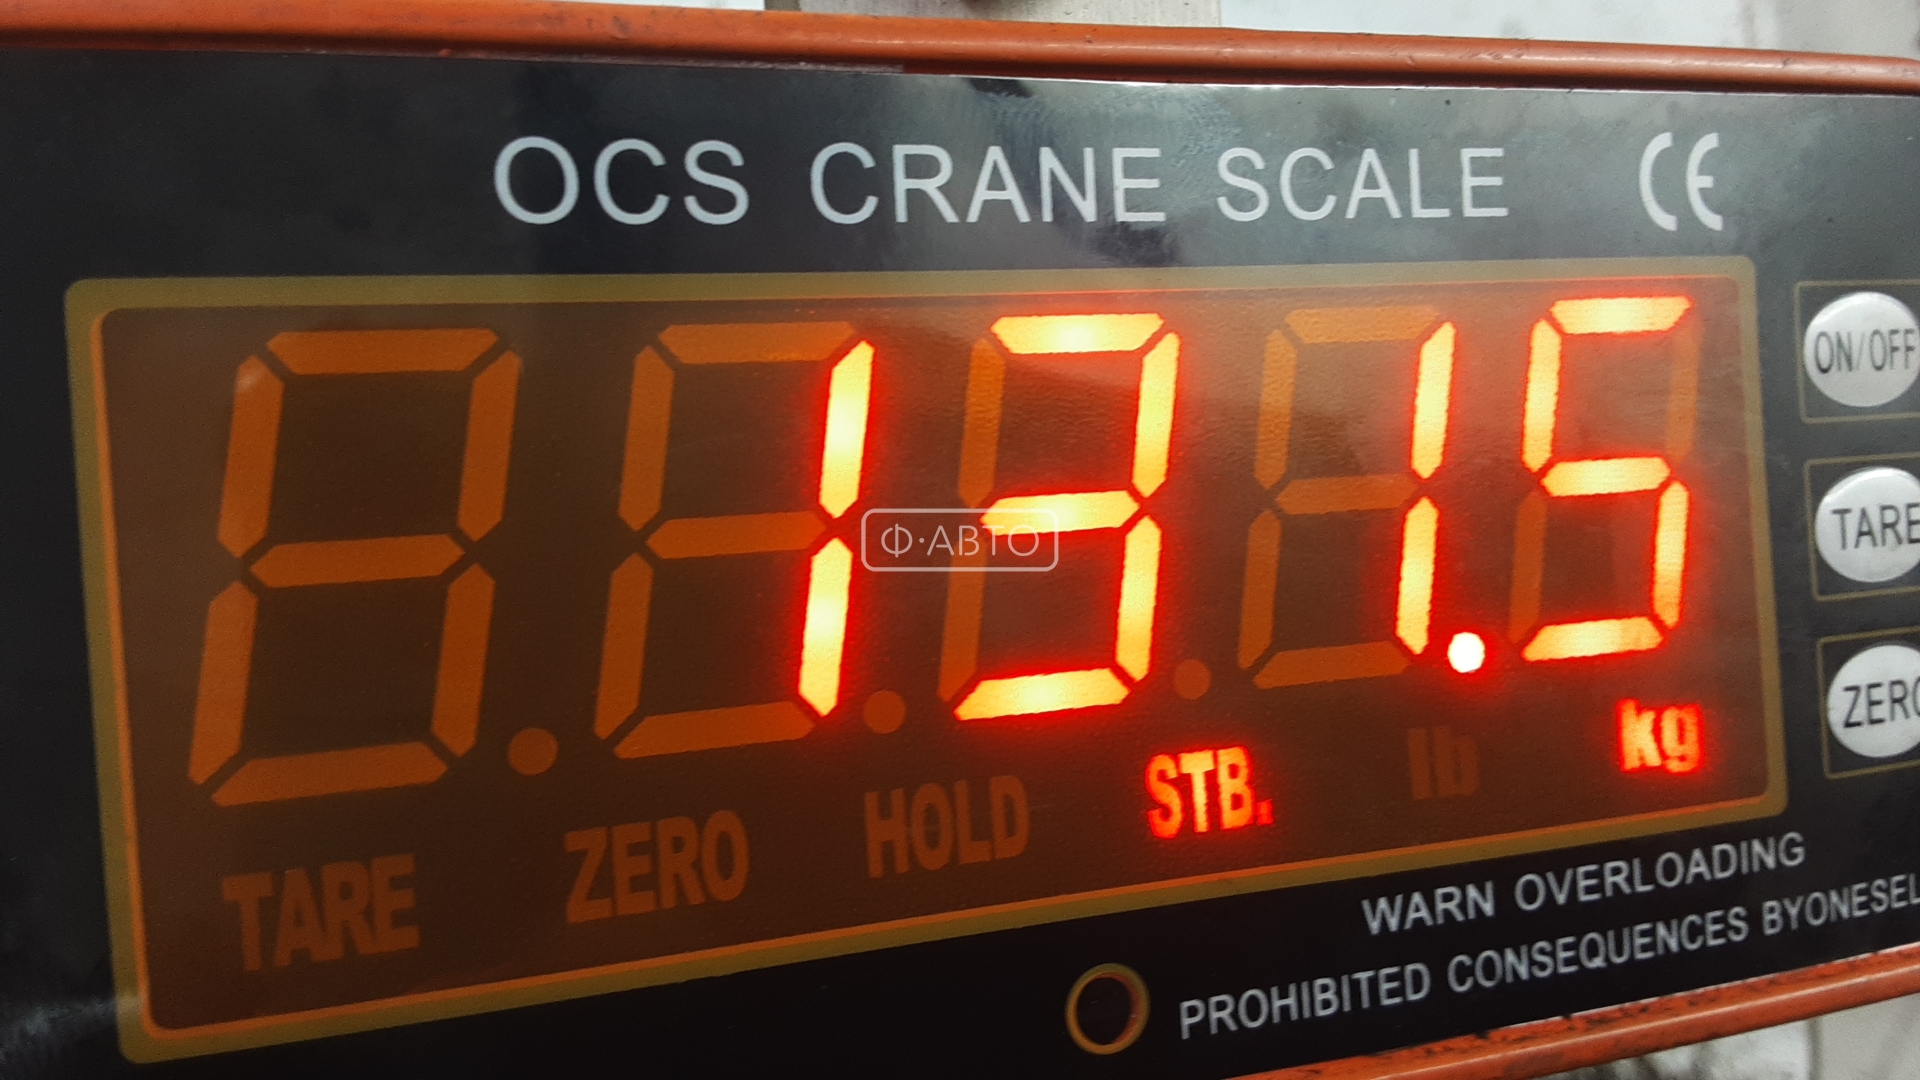 OCS CRANE SCALE CE
ON/OFF
131.5
Ф·АВТО
TARE
ZERO
STB. lb kg
TARE ZERO HOLD
WARN OVERLOADING
PROHIBITED CONSEQUENCES BYONESEL